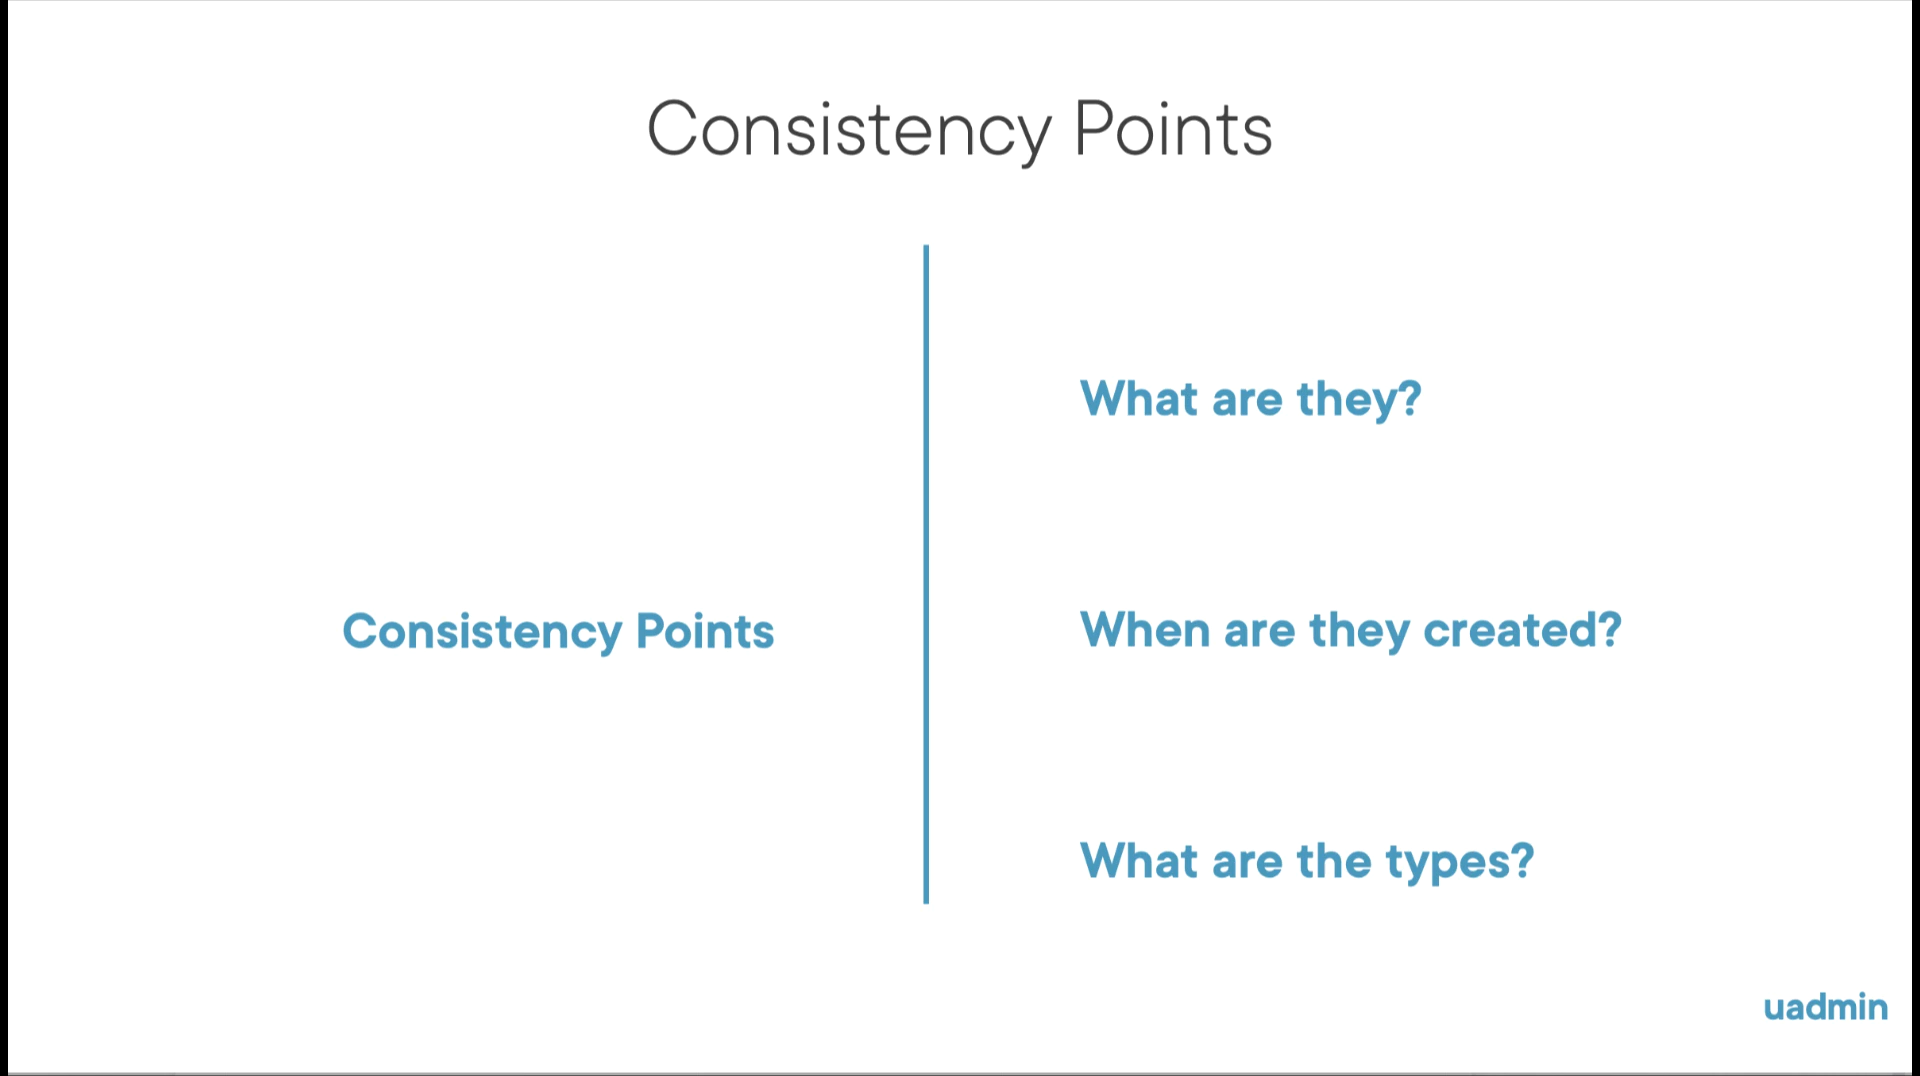 Consistency Points
Consistency Points
What are they?
When are they created?
What are the types?
uadmin